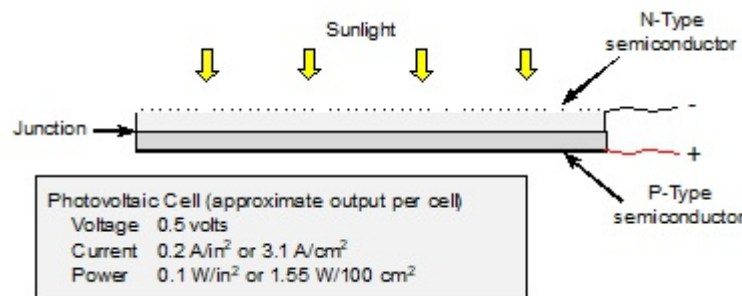 Sunlight
N-Type
semiconductor
-
Junction
+
P-Type
semiconductor
Photovoltaic Cell (approximate output per cell)
Voltage 0.5 volts
Current 0.2 A/in² or 3.1 A/cm²
Power 0.1 W/in² or 1.55 W/100 cm²